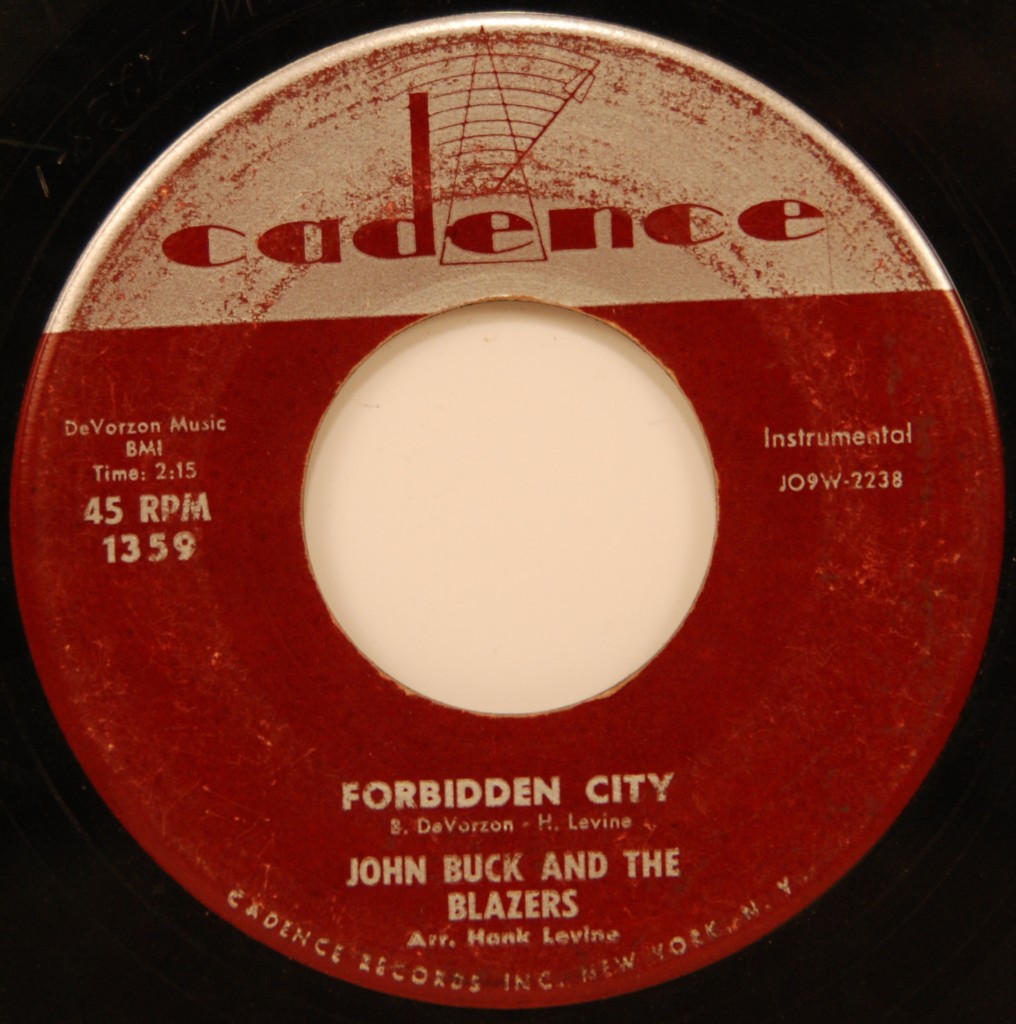 cadence
DeVorzon Music
BMI
Time: 2:15
45 RPM
1359
Instrumental
JO9W-2238
FORBIDDEN CITY
B. DeVorzon - H. Levine
JOHN BUCK AND THE
BLAZERS
Arr. Hank Levine
CADENCE RECORDS INC., NEW YORK, N. Y.